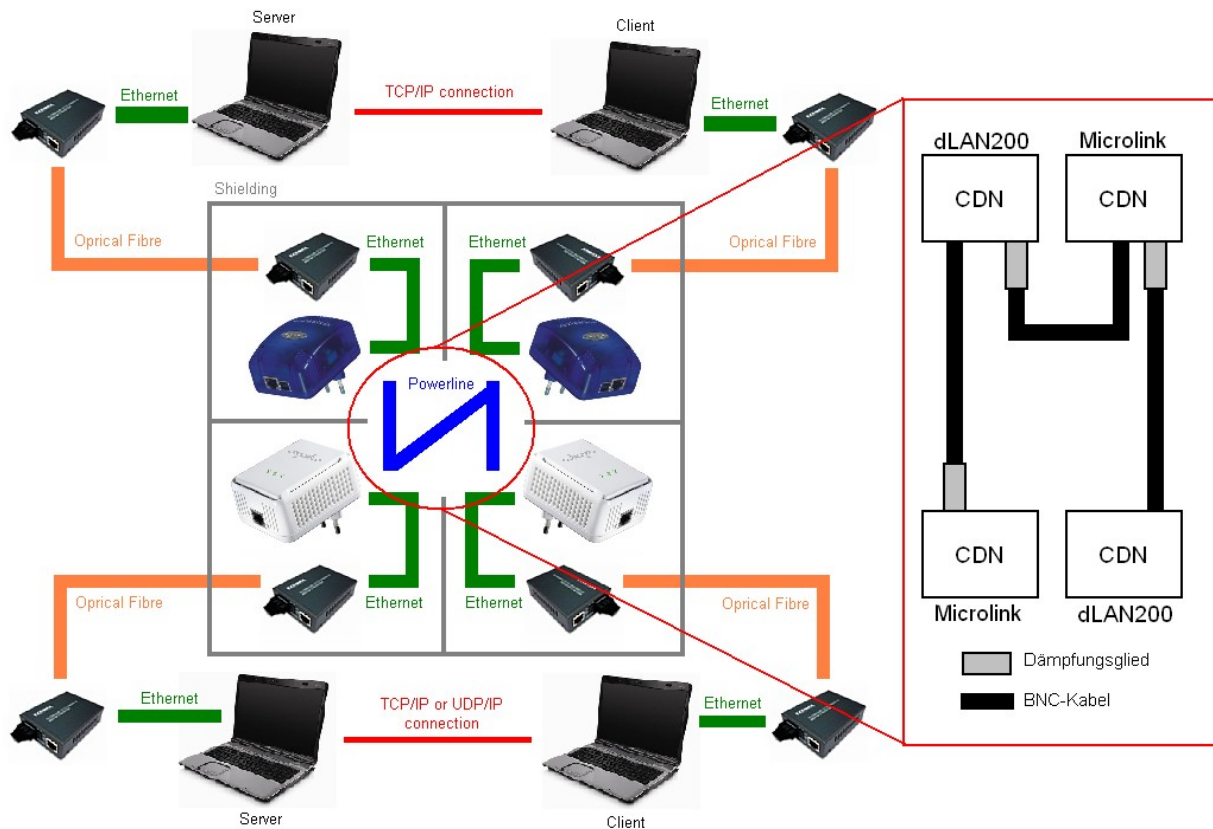 Server
Client
Ethernet
TCP/IP connection
Ethernet
Shielding
Oprical Fibre
Ethernet
Ethernet
Oprical Fibre
Powerline
Oprical Fibre
Ethernet
Ethernet
Oprical Fibre
Ethernet
TCP/IP or UDP/IP
connection
Ethernet
Server
Client
dLAN200
Microlink
CDN
CDN
CDN
CDN
Microlink
dLAN200
Dämpfungsglied
BNC-Kabel